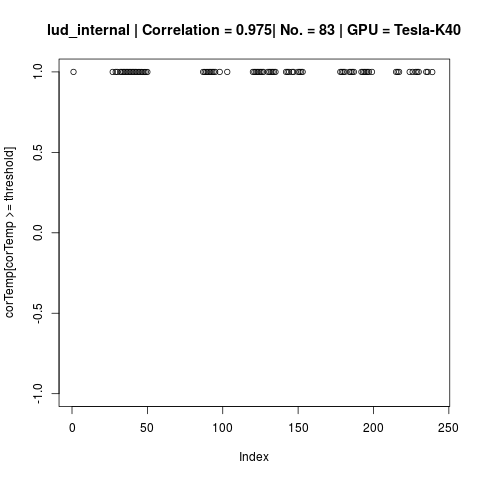 lud_internal | Correlation = 0.975| No. = 83 | GPU = Tesla-K40
corTemp[corTemp >= threshold]
1.0
0.5
0.0
-0.5
-1.0
0 50 100 150 200 250
Index